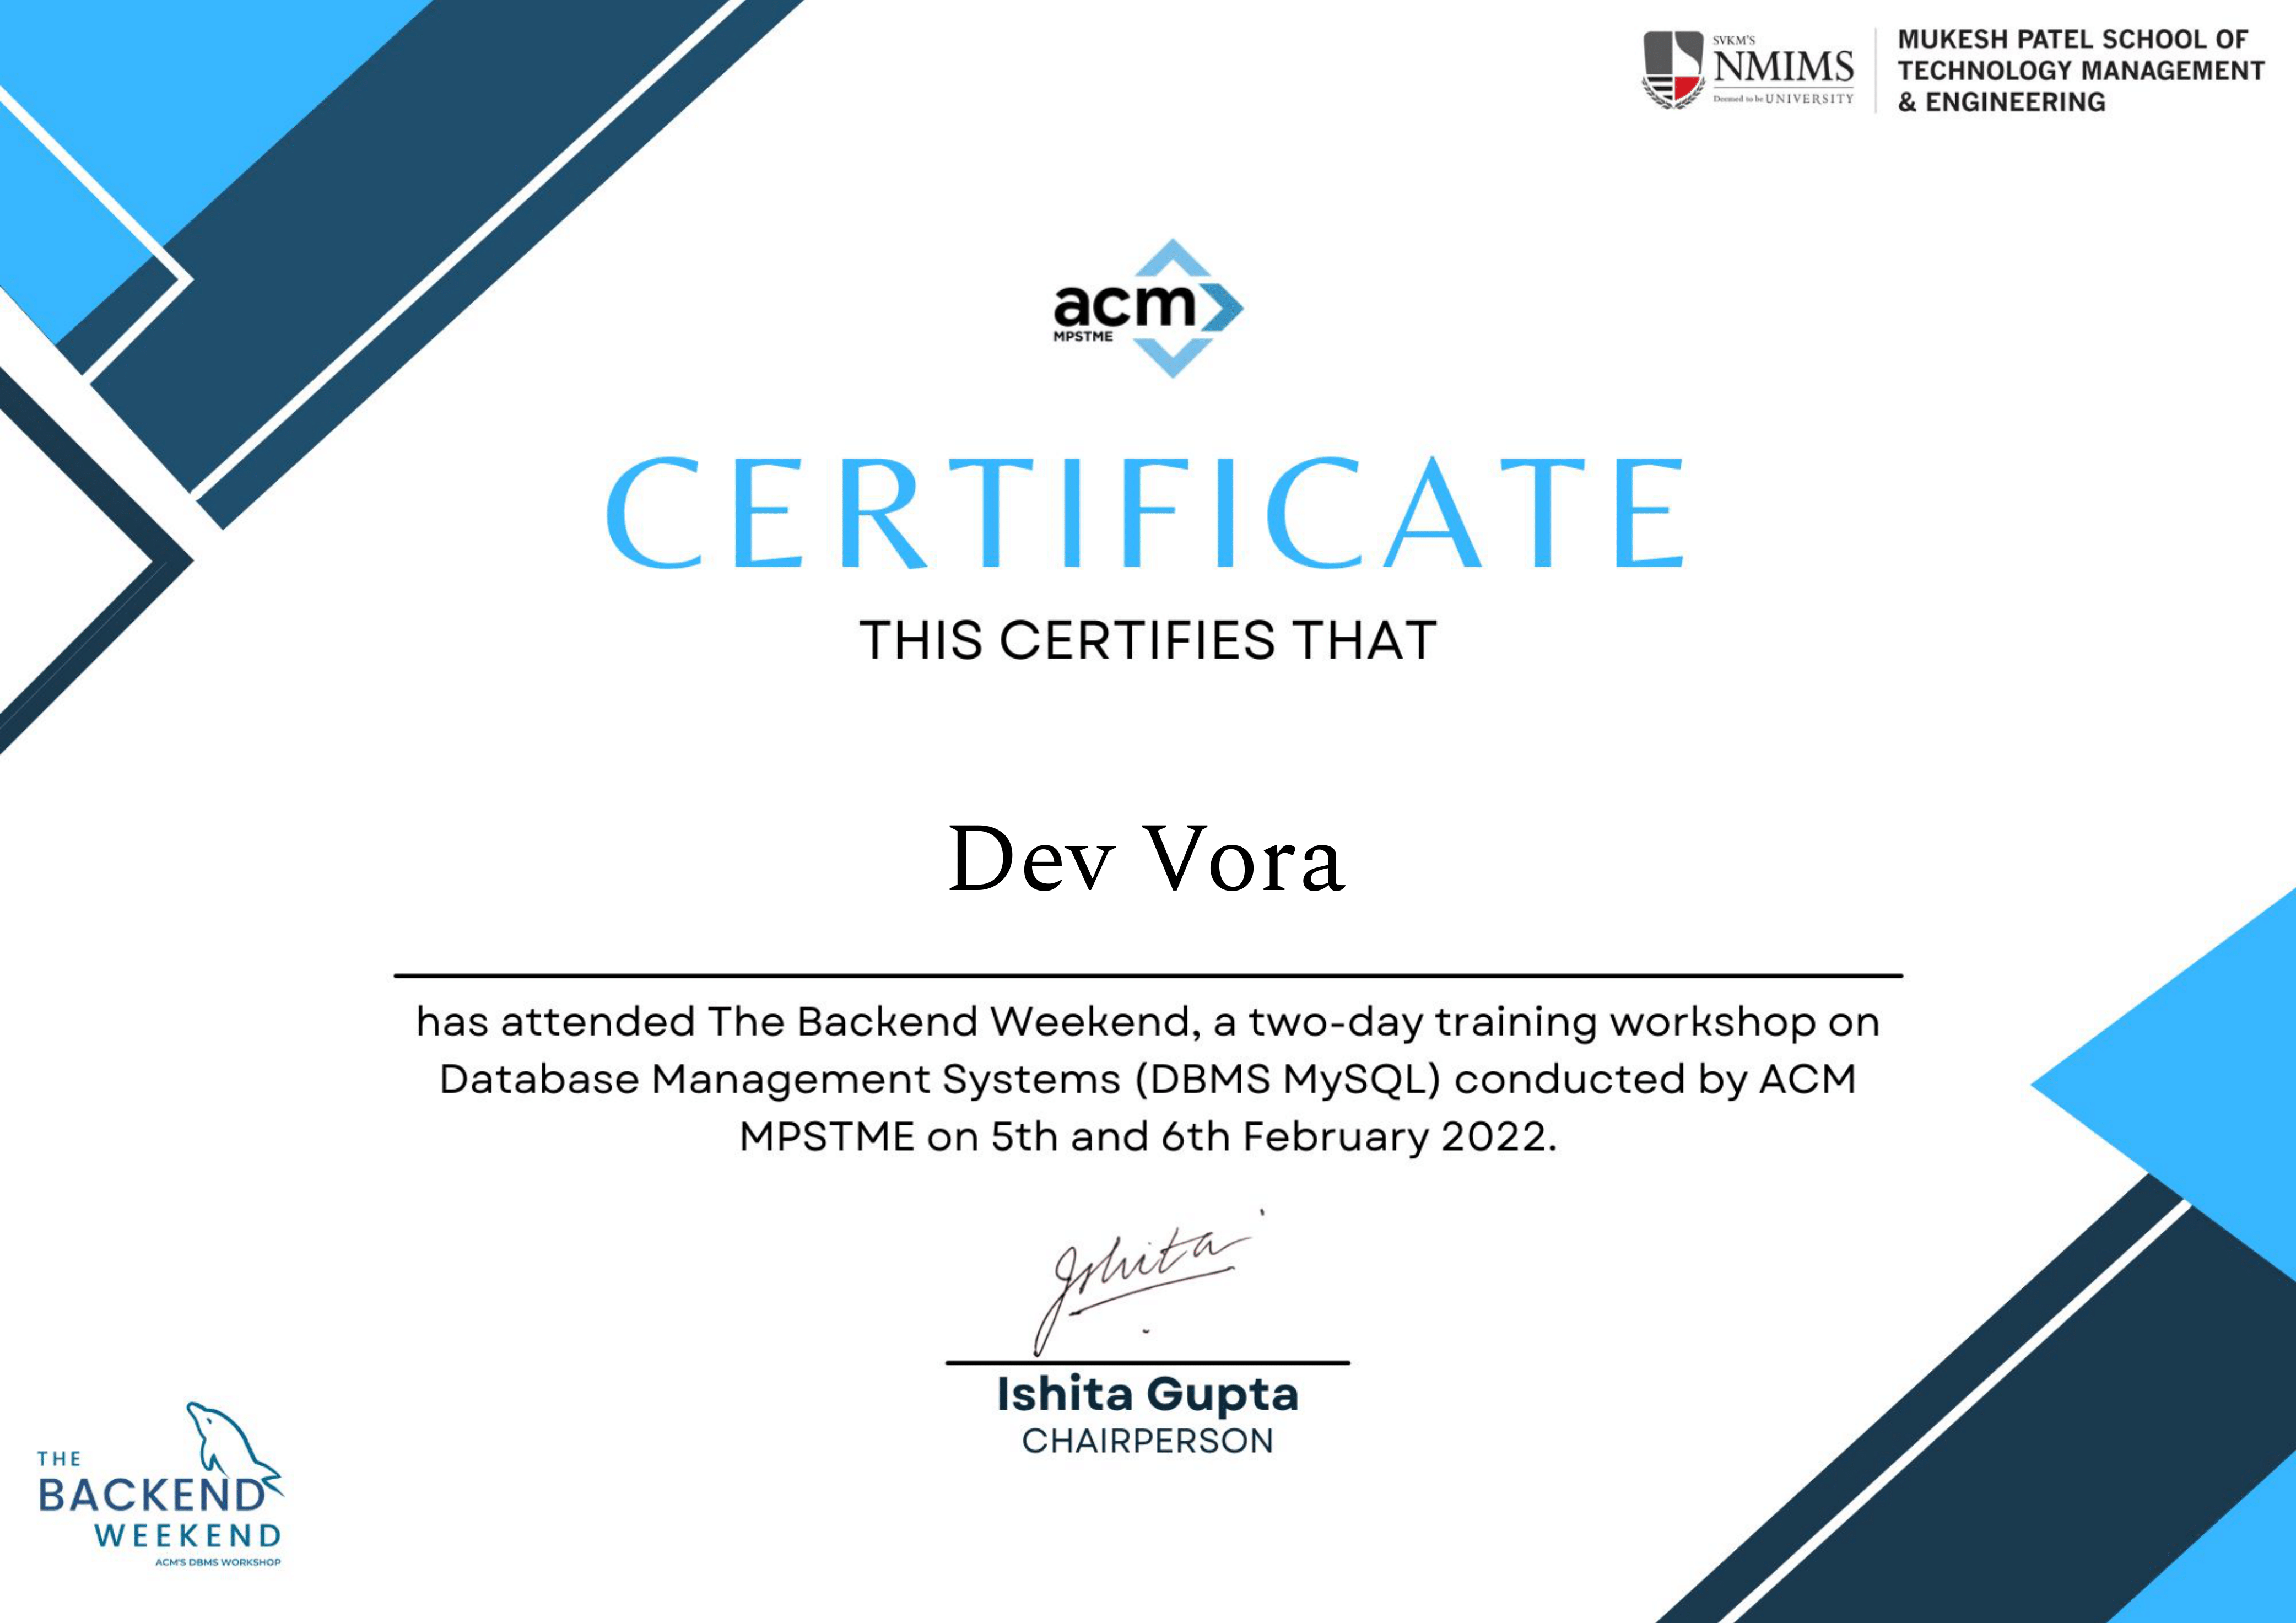 SVKM'S
NMIMS
Deemed to be UNIVERSITY
MUKESH PATEL SCHOOL OF
TECHNOLOGY MANAGEMENT
& ENGINEERING
acm
MPSTME
CERTIFICATE
THIS CERTIFIES THAT
Dev Vora
has attended The Backend Weekend, a two-day training workshop on
Database Management Systems (DBMS MySQL) conducted by ACM
MPSTME on 5th and 6th February 2022.
Ishita
Ishita Gupta
CHAIRPERSON
THE
BACKEND
WEEKEND
ACM'S DBMS WORKSHOP